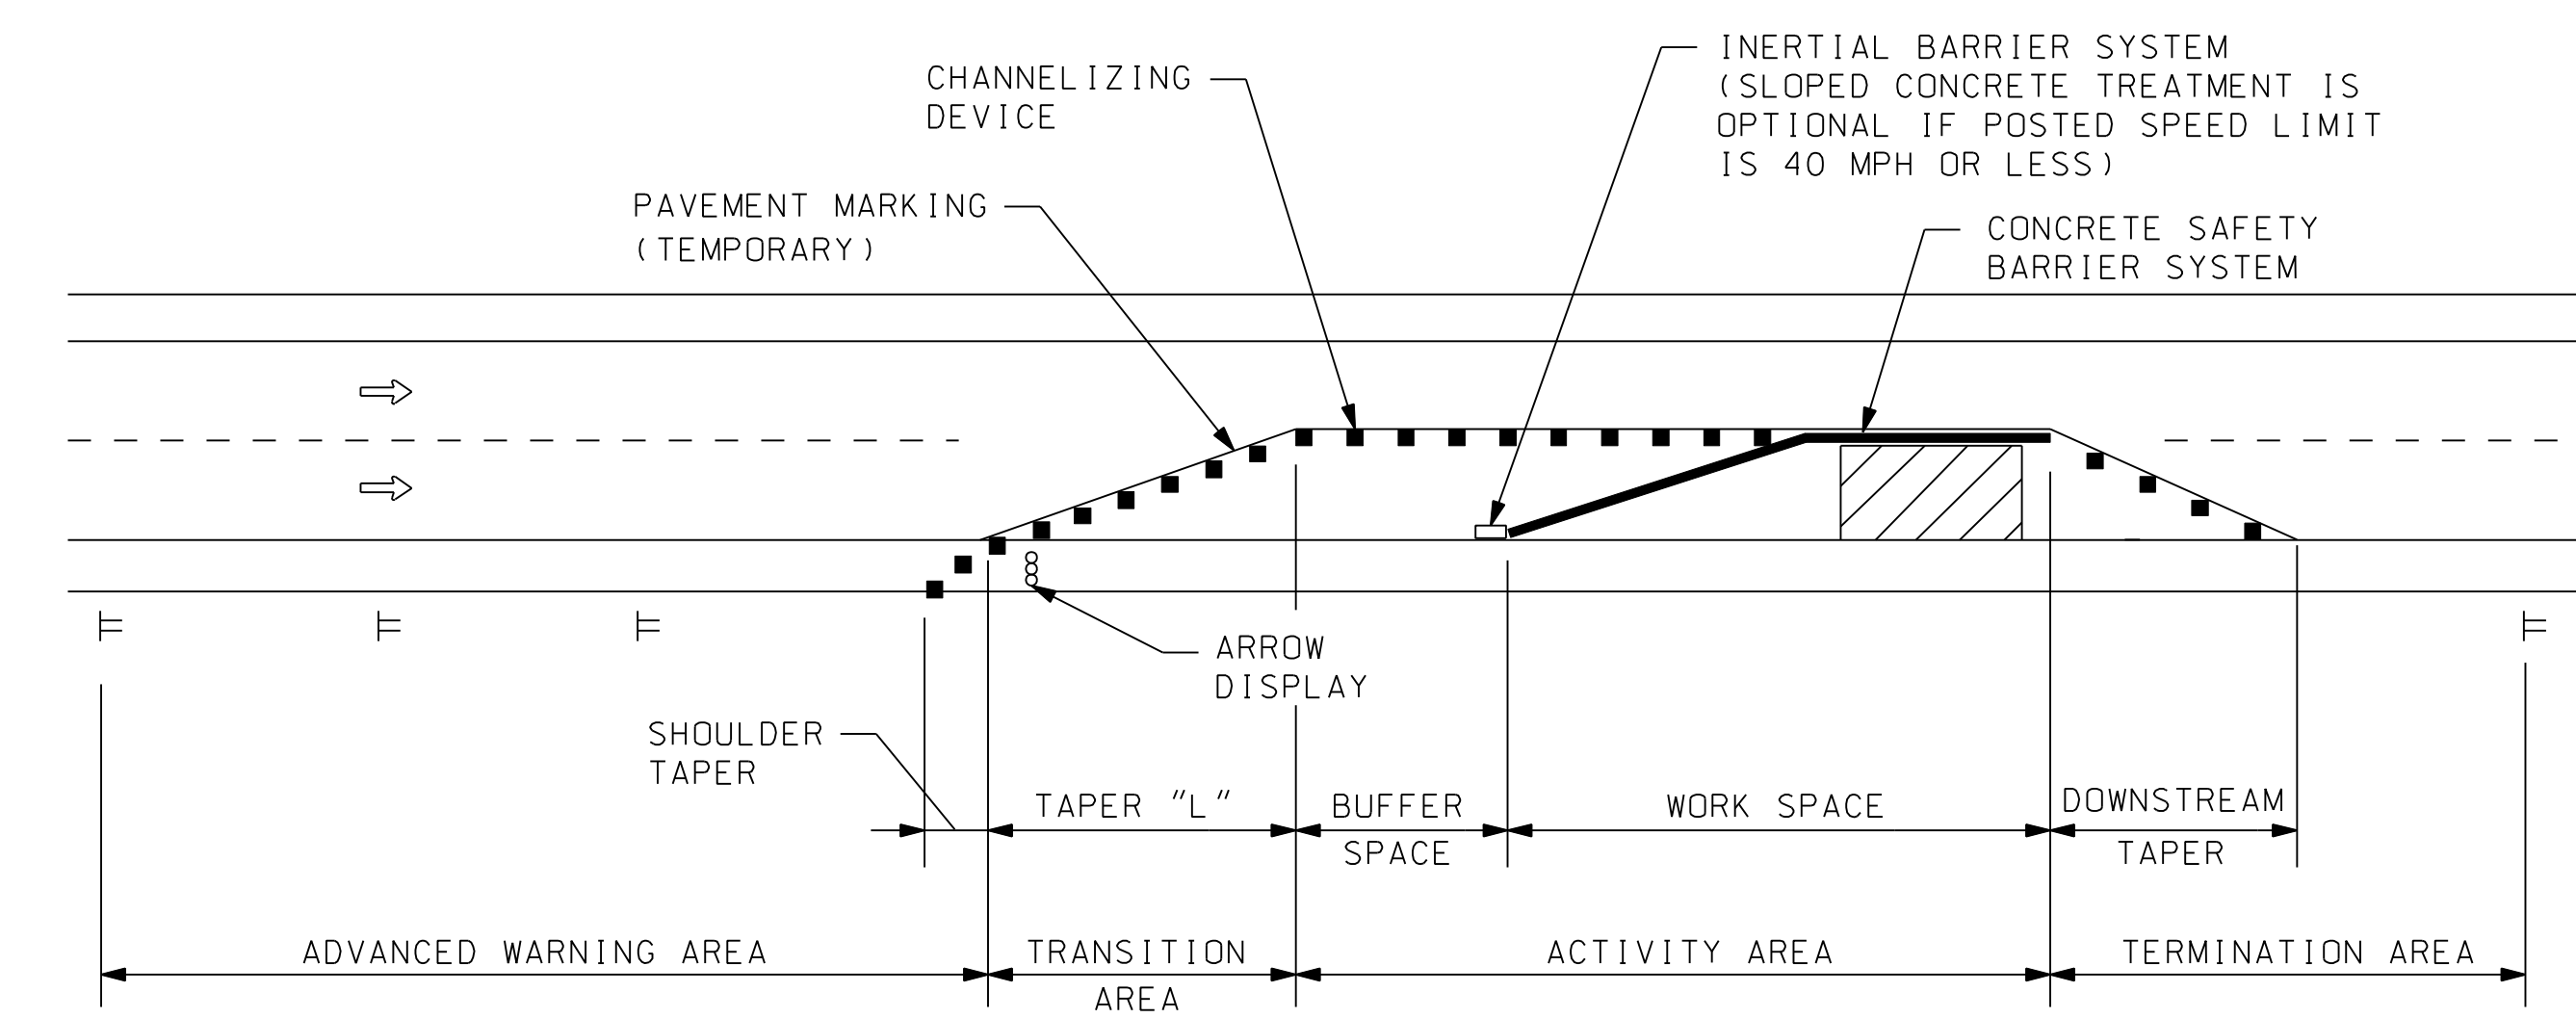 INERTIAL BARRIER SYSTEM
(SLOPED CONCRETE TREATMENT IS
OPTIONAL IF POSTED SPEED LIMIT
IS 40 MPH OR LESS)
CHANNELIZING
DEVICE
PAVEMENT MARKING
(TEMPORARY)
CONCRETE SAFETY
BARRIER SYSTEM
ARROW
DISPLAY
SHOULDER
TAPER
TAPER "L"
BUFFER
SPACE
WORK SPACE
DOWNSTREAM
TAPER
ADVANCED WARNING AREA
TRANSITION
AREA
ACTIVITY AREA
TERMINATION AREA